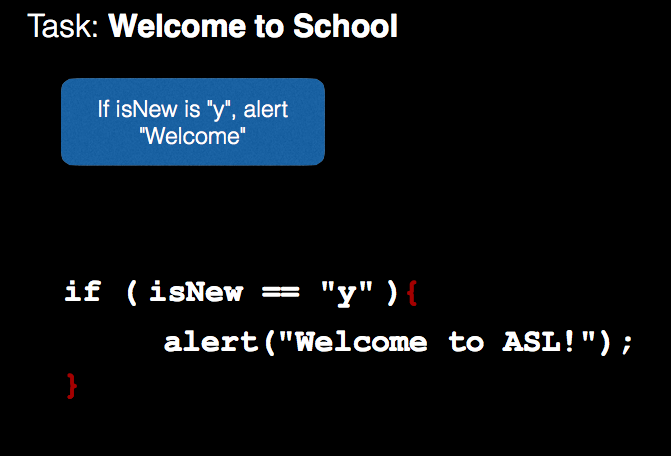 Task: Welcome to School
If isNew is "y", alert
"Welcome"
if ( isNew == "y" ){
alert("Welcome to ASL!");
}